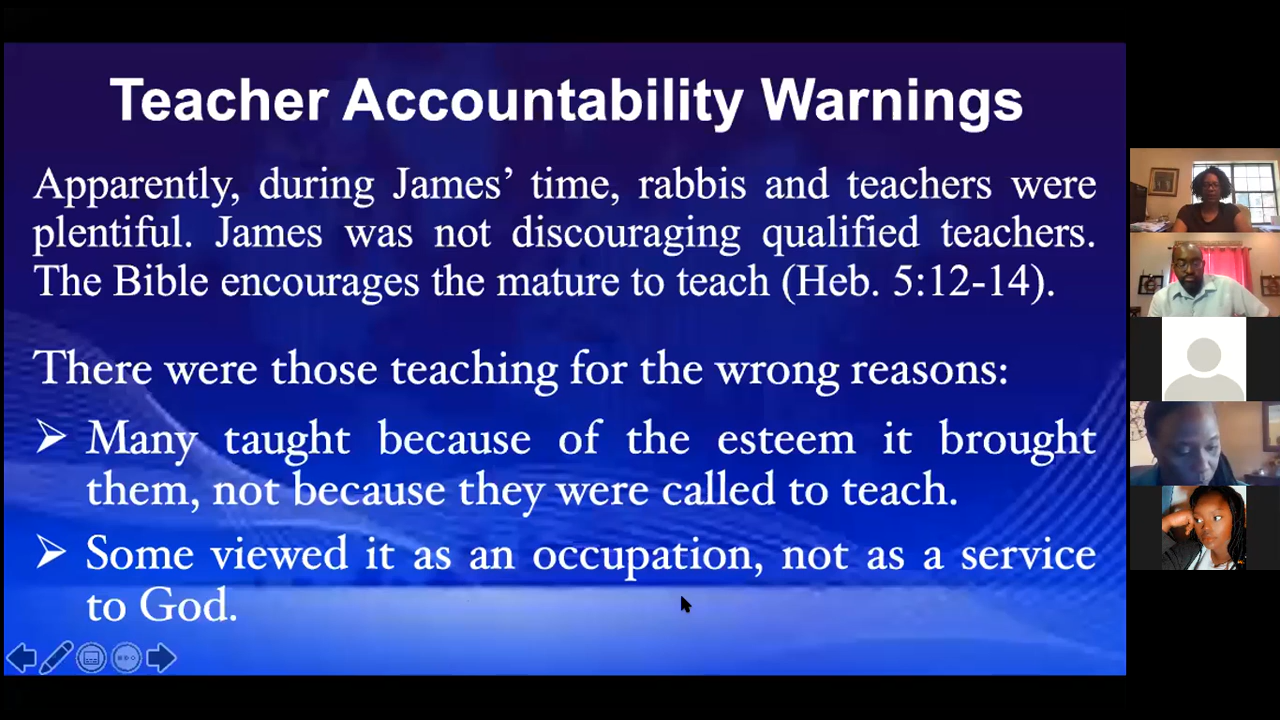 Teacher Accountability Warnings
Apparently, during James’ time, rabbis and teachers were
plentiful. James was not discouraging qualified teachers.
The Bible encourages the mature to teach (Heb. 5:12-14).
There were those teaching for the wrong reasons:
Many taught because of the esteem it brought
them, not because they were called to teach.
Some viewed it as an occupation, not as a service
to God.